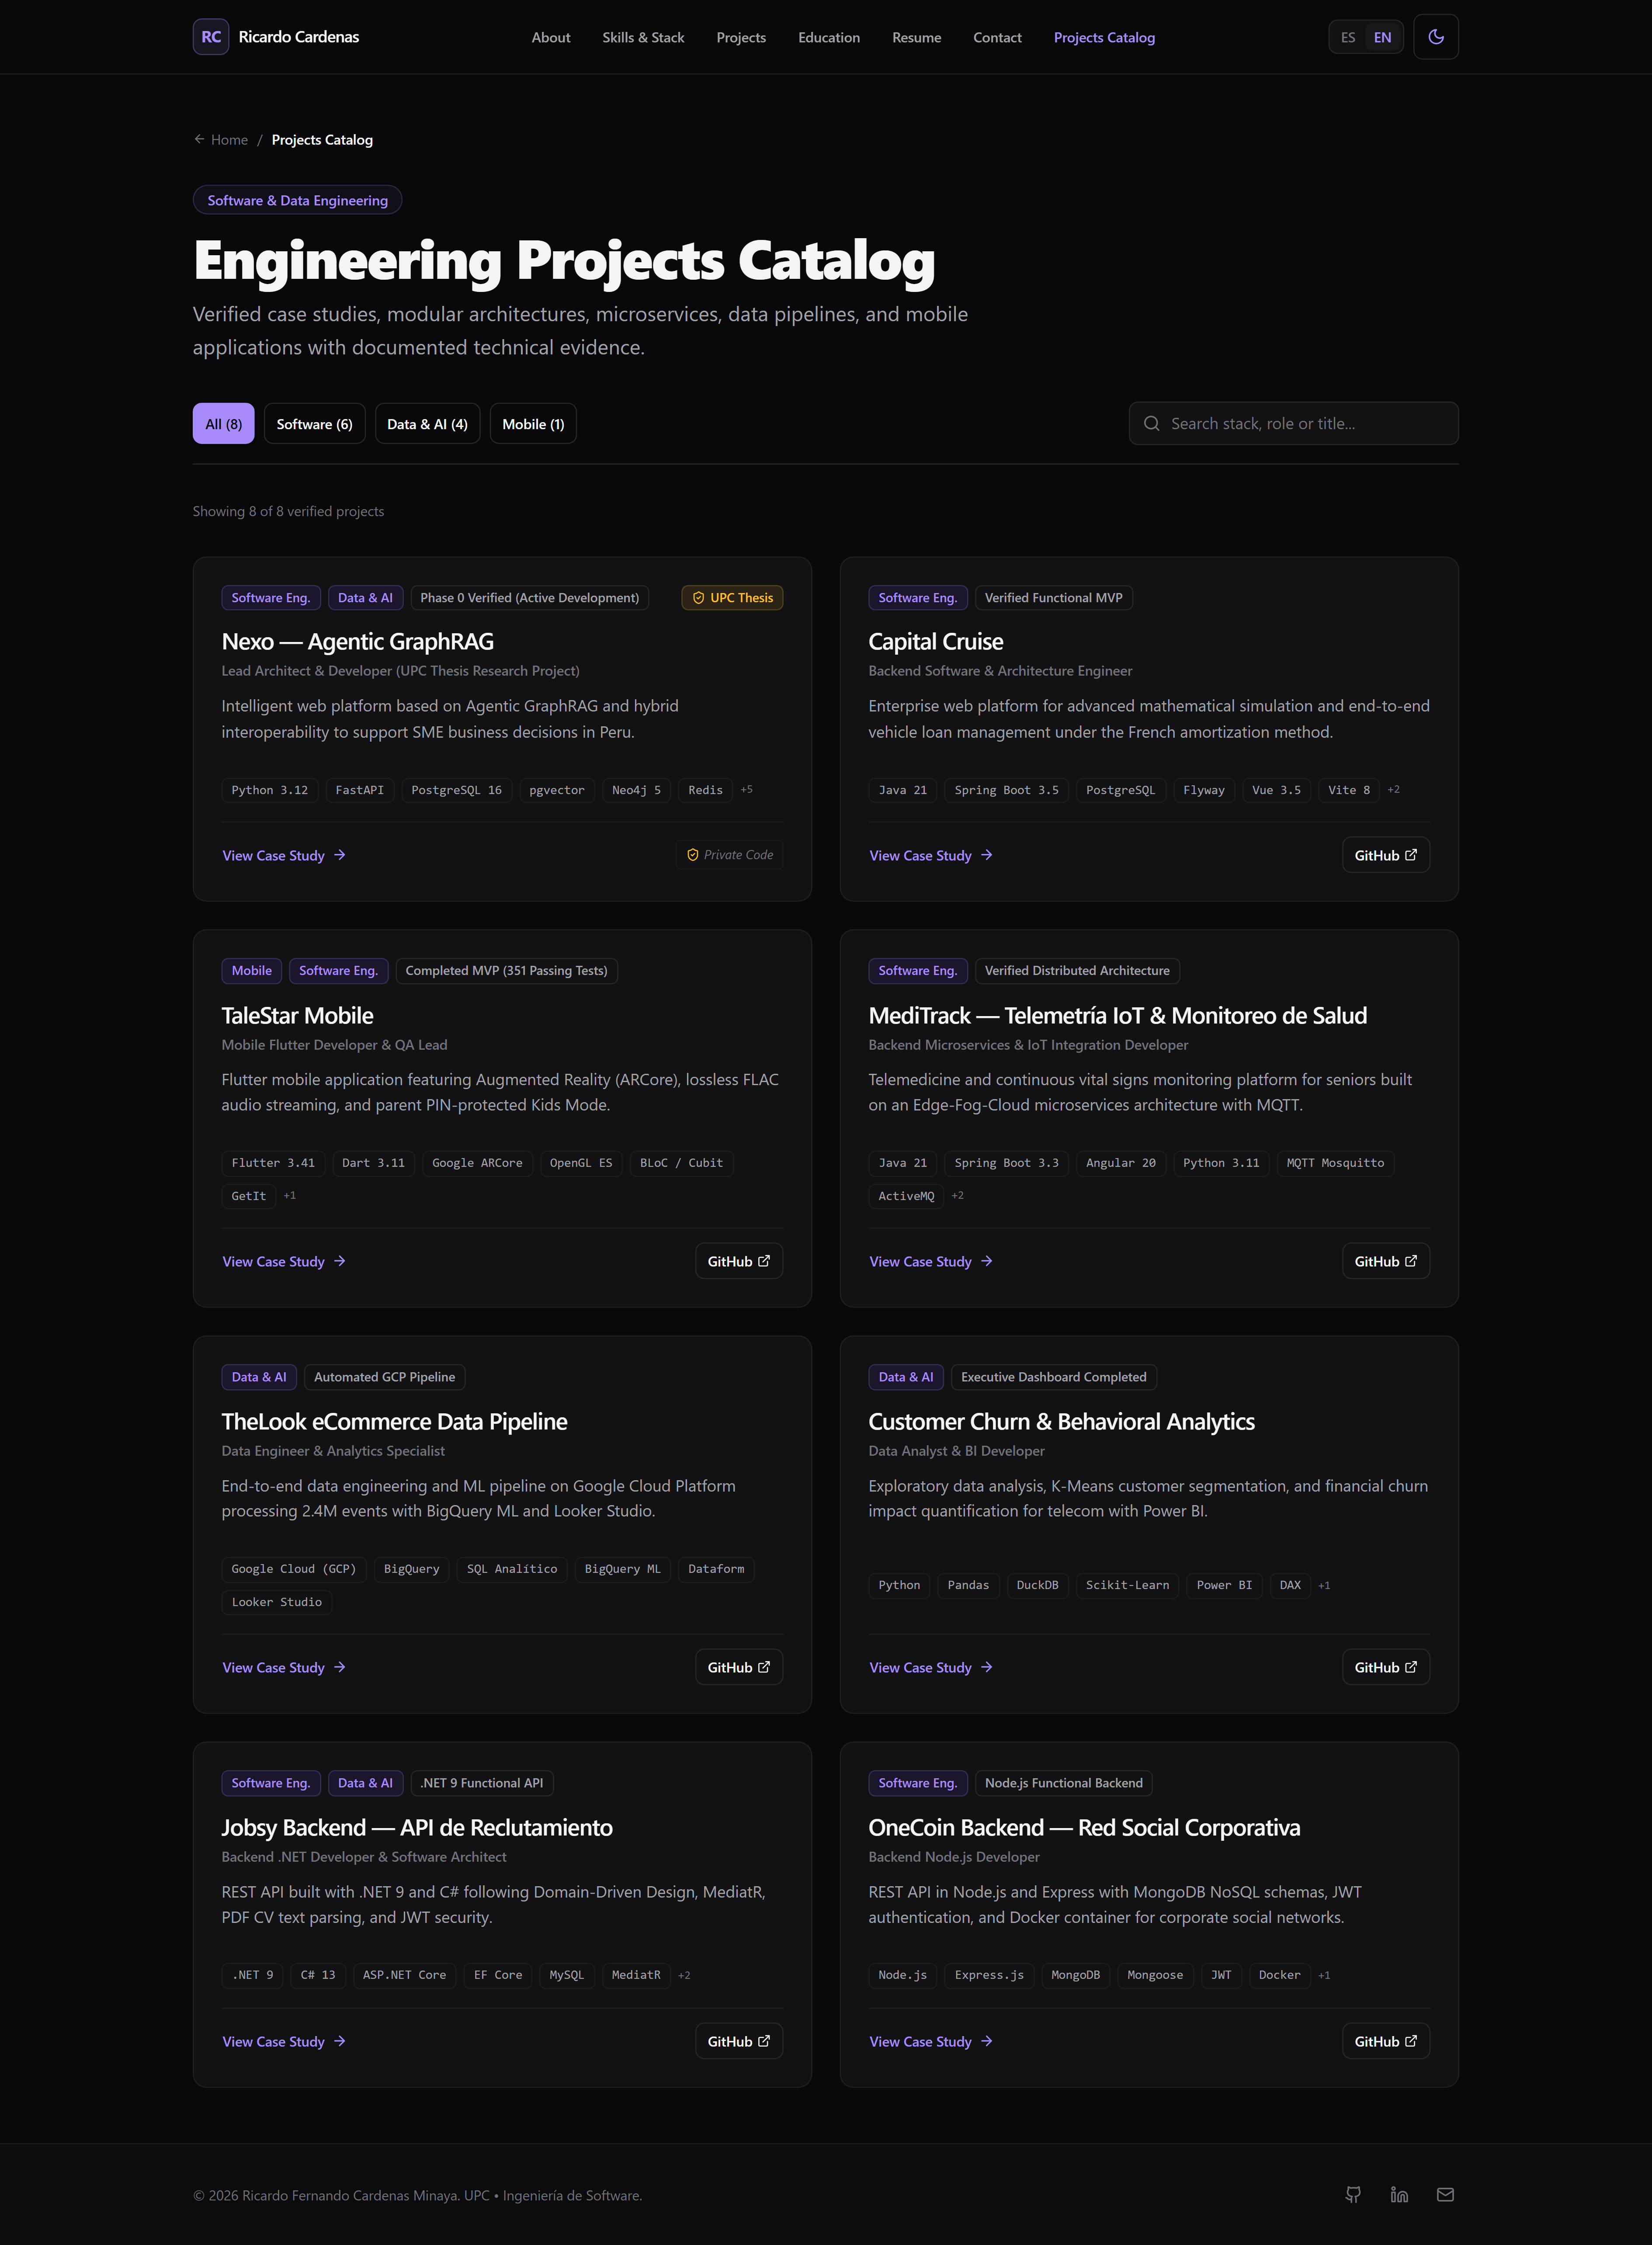 RC Ricardo Cardenas
About Skills & Stack Projects Education Resume Contact Projects Catalog
ES EN
← Home / Projects Catalog
Software & Data Engineering
Engineering Projects Catalog
Verified case studies, modular architectures, microservices, data pipelines, and mobile
applications with documented technical evidence.
All (8) Software (6) Data & AI (4) Mobile (1)
Search stack, role or title...
Showing 8 of 8 verified projects
Software Eng. Data & AI Phase 0 Verified (Active Development) UPC Thesis
Nexo — Agentic GraphRAG
Lead Architect & Developer (UPC Thesis Research Project)
Intelligent web platform based on Agentic GraphRAG and hybrid
interoperability to support SME business decisions in Peru.
Python 3.12 FastAPI PostgreSQL 16 pgvector Neo4j 5 Redis +5
View Case Study → Private Code
Software Eng. Verified Functional MVP
Capital Cruise
Backend Software & Architecture Engineer
Enterprise web platform for advanced mathematical simulation and end-to-end
vehicle loan management under the French amortization method.
Java 21 Spring Boot 3.5 PostgreSQL Flyway Vue 3.5 Vite 8 +2
View Case Study → GitHub
Mobile Software Eng. Completed MVP (351 Passing Tests)
TaleStar Mobile
Mobile Flutter Developer & QA Lead
Flutter mobile application featuring Augmented Reality (ARCore), lossless FLAC
audio streaming, and parent PIN-protected Kids Mode.
Flutter 3.41 Dart 3.11 Google ARCore OpenGL ES BLoC / Cubit
GetIt +1
View Case Study → GitHub
Software Eng. Verified Distributed Architecture
MediTrack — Telemetría IoT & Monitoreo de Salud
Backend Microservices & IoT Integration Developer
Telemedicine and continuous vital signs monitoring platform for seniors built
on an Edge-Fog-Cloud microservices architecture with MQTT.
Java 21 Spring Boot 3.3 Angular 20 Python 3.11 MQTT Mosquitto
ActiveMQ +2
View Case Study → GitHub
Data & AI Automated GCP Pipeline
TheLook eCommerce Data Pipeline
Data Engineer & Analytics Specialist
End-to-end data engineering and ML pipeline on Google Cloud Platform
processing 2.4M events with BigQuery ML and Looker Studio.
Google Cloud (GCP) BigQuery SQL Analítico BigQuery ML Dataform
Looker Studio
View Case Study → GitHub
Data & AI Executive Dashboard Completed
Customer Churn & Behavioral Analytics
Data Analyst & BI Developer
Exploratory data analysis, K-Means customer segmentation, and financial churn
impact quantification for telecom with Power BI.
Python Pandas DuckDB Scikit-Learn Power BI DAX +1
View Case Study → GitHub
Software Eng. Data & AI .NET 9 Functional API
Jobsy Backend — API de Reclutamiento
Backend .NET Developer & Software Architect
REST API built with .NET 9 and C# following Domain-Driven Design, MediatR,
PDF CV text parsing, and JWT security.
.NET 9 C# 13 ASP.NET Core EF Core MySQL MediatR +2
View Case Study → GitHub
Software Eng. Node.js Functional Backend
OneCoin Backend — Red Social Corporativa
Backend Node.js Developer
REST API in Node.js and Express with MongoDB NoSQL schemas, JWT
authentication, and Docker container for corporate social networks.
Node.js Express.js MongoDB Mongoose JWT Docker +1
View Case Study → GitHub
© 2026 Ricardo Fernando Cardenas Minaya. UPC • Ingeniería de Software.